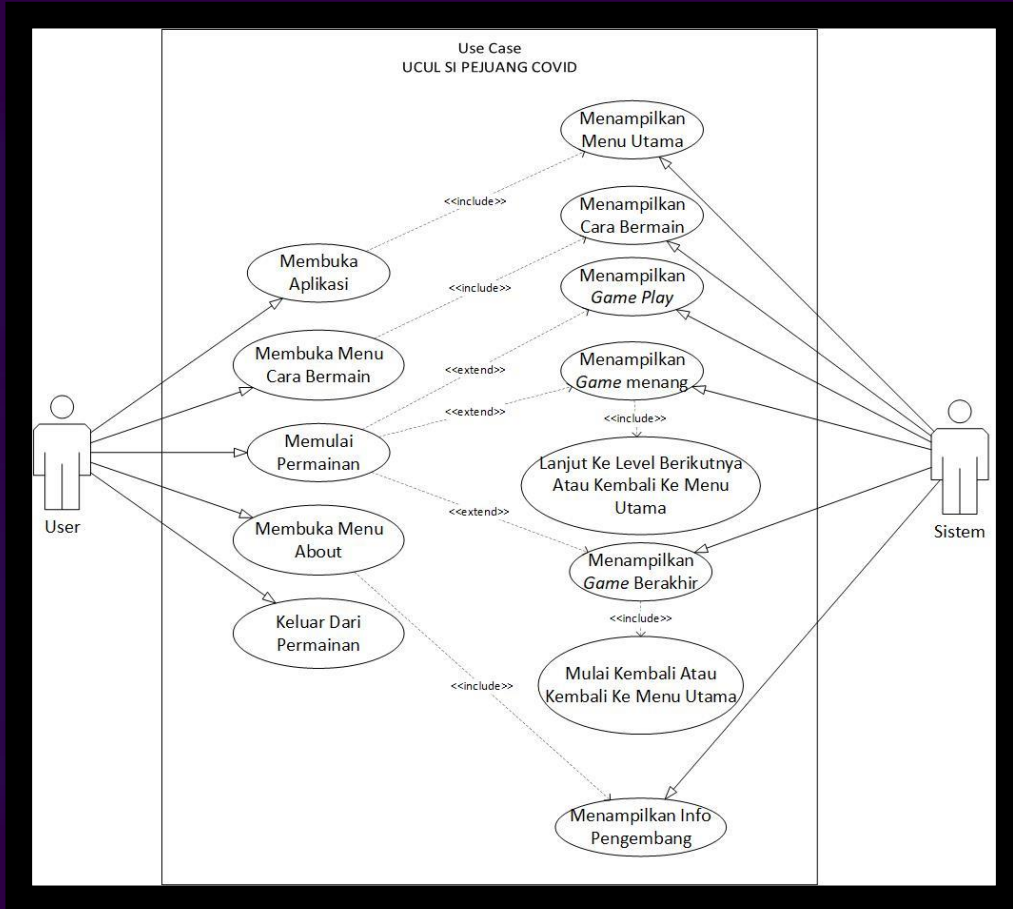 Use Case
UCUL SI PEJUANG COVID
Menampilkan
Menu Utama
<<include>>
Menampilkan
Cara Bermain
Membuka
Aplikasi
<<include>>
Menampilkan
Game Play
Membuka Menu
Cara Bermain
<<extend>>
Menampilkan
Game menang
<<extend>>
<<include>>
Memulai
Permainan
Lanjut Ke Level Berikutnya
Atau Kembali Ke Menu
Utama
<<extend>>
User
Sistem
Membuka Menu
About
Menampilkan
Game Berakhir
<<include>>
Keluar Dari
Permainan
Mulai Kembali Atau
Kembali Ke Menu Utama
<<include>>
Menampilkan Info
Pengembang